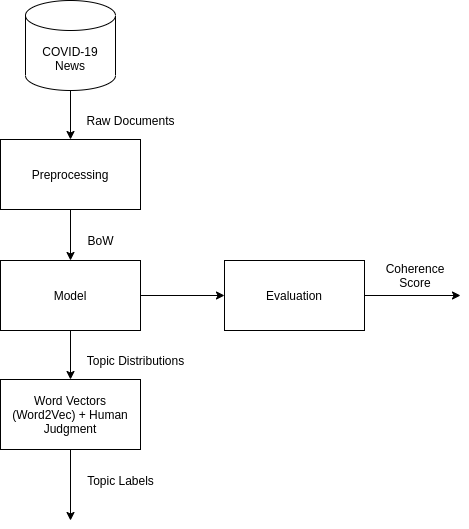 COVID-19
News
Raw Documents
Preprocessing
BoW
Model
Evaluation
Coherence
Score
Topic Distributions
Word Vectors
(Word2Vec) + Human
Judgment
Topic Labels